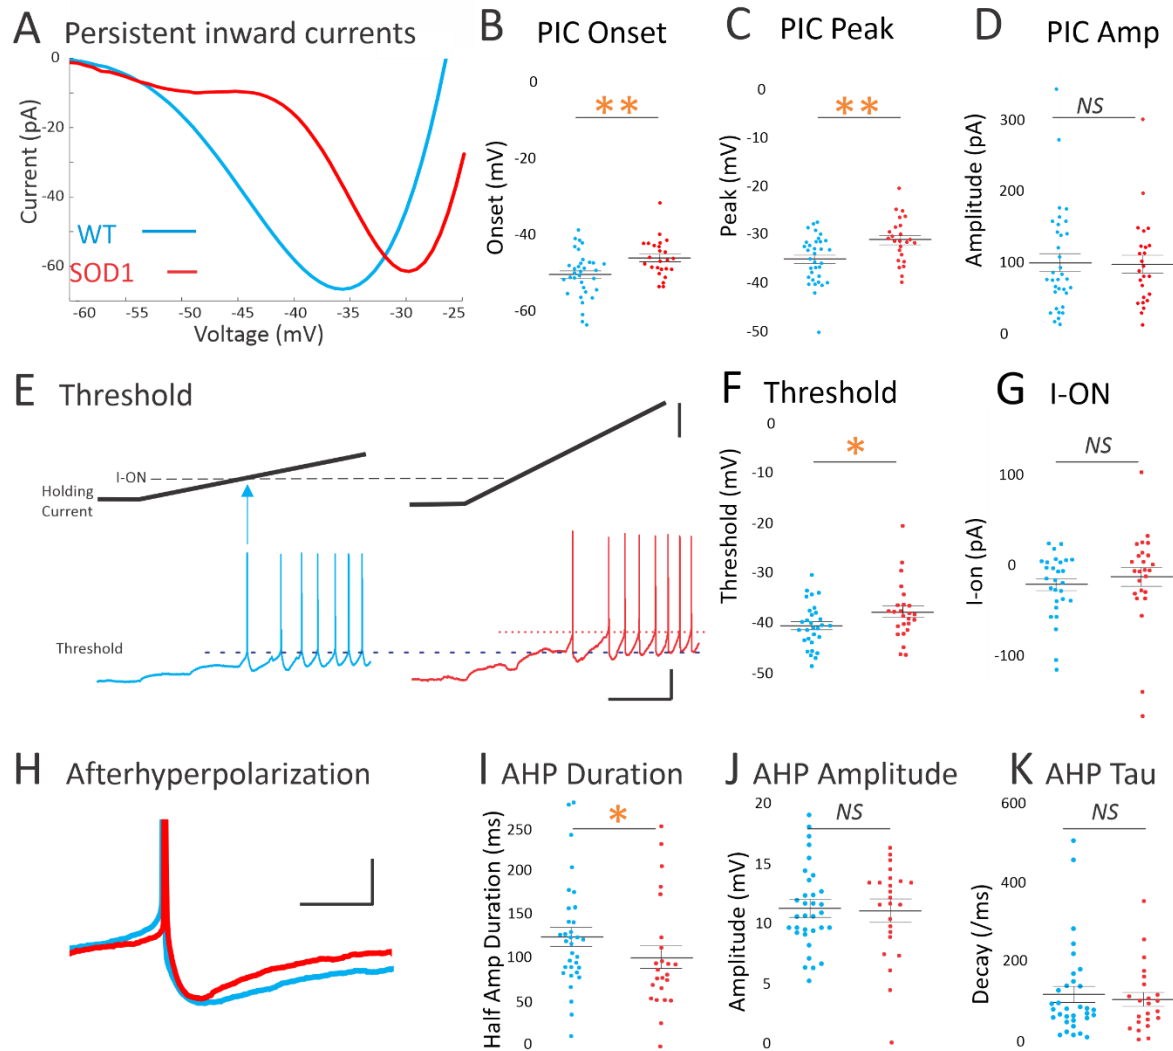 A Persistent inward currents
0
-20
-40
-60
Current (pA)
WT
SOD1
-60 -55 -50 -45 -40 -35 -30 -25
Voltage (mV)
B PIC Onset
0
-20
-40
-60
Onset (mV)
**
C PIC Peak
0
-10
-20
-30
-40
-50
Peak (mV)
**
D PIC Amp
300
200
100
0
Amplitude (pA)
NS
E Threshold
I-ON
Holding
Current
Threshold
F Threshold
0
-10
-20
-30
-40
-50
Threshold (mV)
*
G I-ON
100
0
-100
I-on (pA)
NS
H Afterhyperpolarization
I AHP Duration
250
200
150
100
50
0
Half Amp Duration (ms)
*
J AHP Amplitude
20
15
10
5
0
Amplitude (mV)
NS
K AHP Tau
600
400
200
0
Decay (/ms)
NS